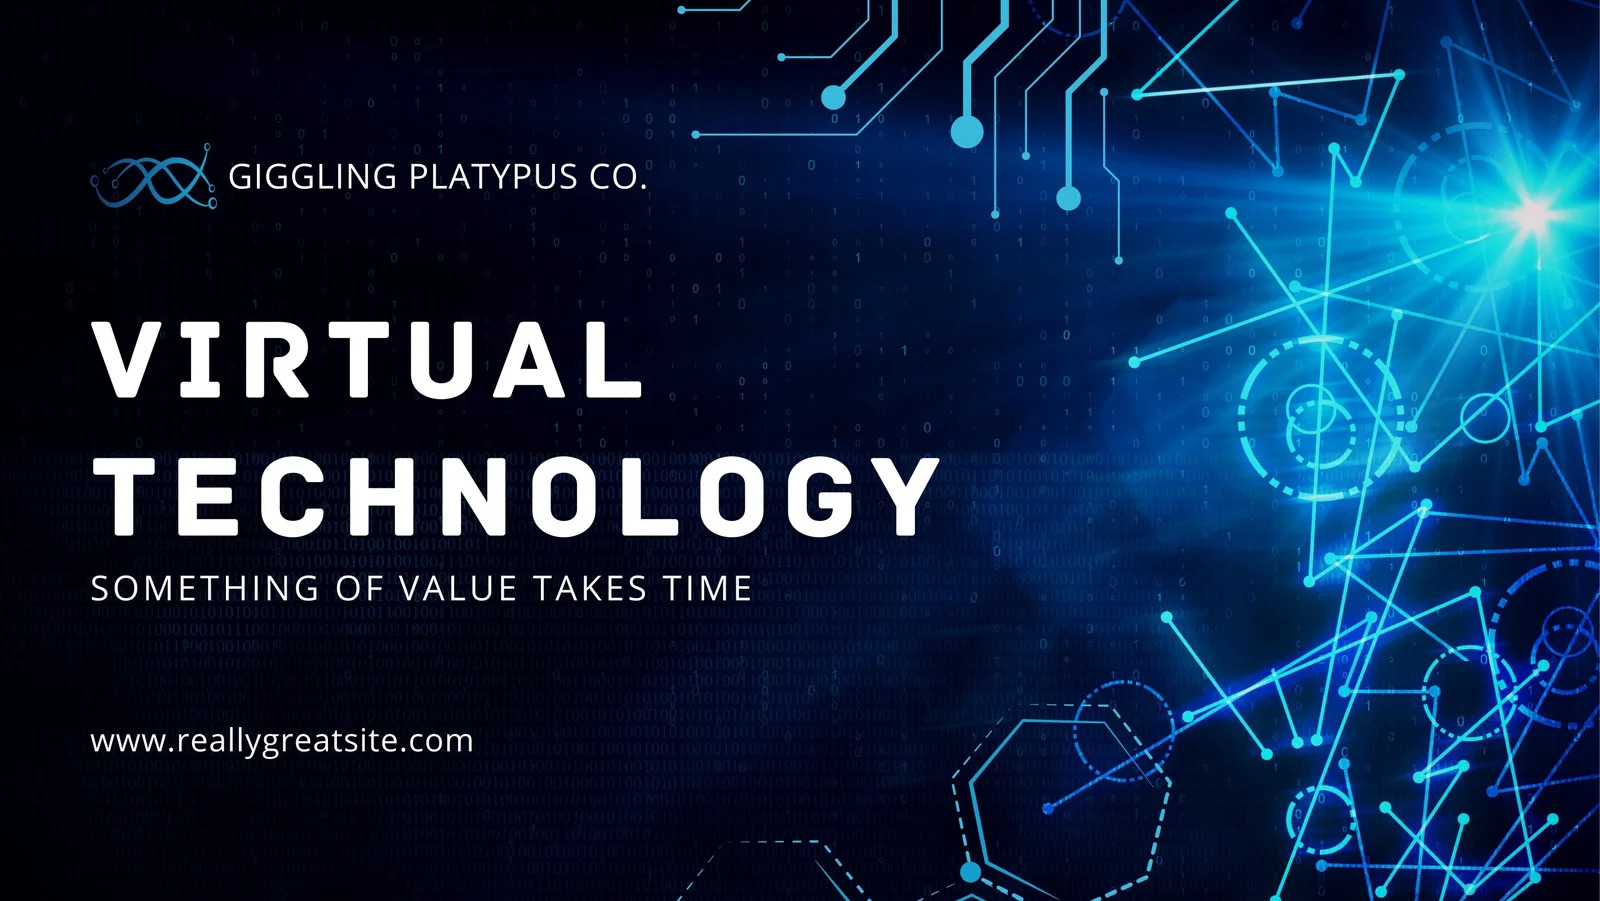 GIGGLING PLATYPUS CO.
VIRTUAL
TECHNOLOGY
SOMETHING OF VALUE TAKES TIME
www.reallygreatsite.com